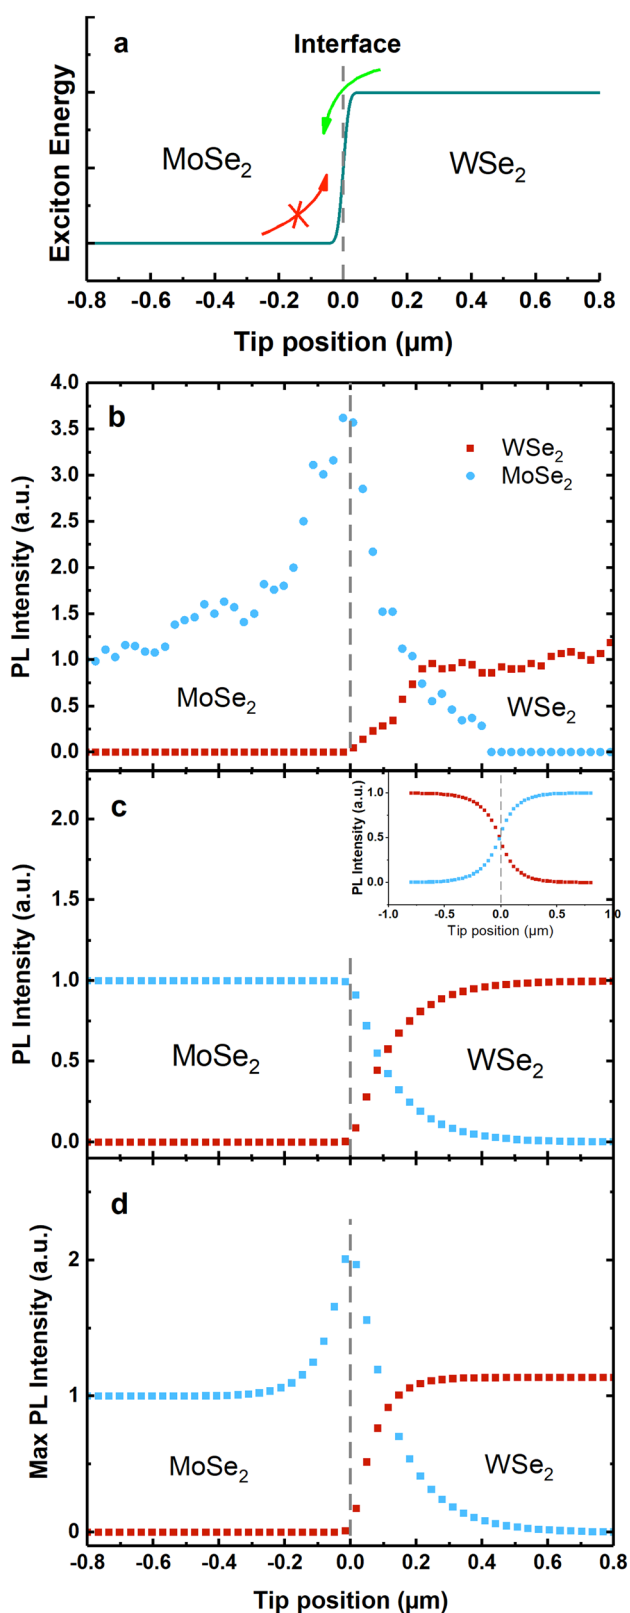 a
Interface
Exciton Energy
MoSe2
WSe2
-0.8 -0.6 -0.4 -0.2 0.0 0.2 0.4 0.6 0.8
Tip position (µm)
b
4.0
3.5
3.0
2.5
2.0
1.5
1.0
0.5
0.0
PL Intensity (a.u.)
WSe2
MoSe2
MoSe2
WSe2
c
2.0
1.5
1.0
0.5
0.0
PL Intensity (a.u.)
1.0
0.5
0.0
PL Intensity (a.u.)
-1.0 -0.5 0.0 0.5 1.0
Tip position (µm)
MoSe2
WSe2
d
2
1
0
Max PL Intensity (a.u.)
MoSe2
WSe2
-0.8 -0.6 -0.4 -0.2 0.0 0.2 0.4 0.6 0.8
Tip position (µm)